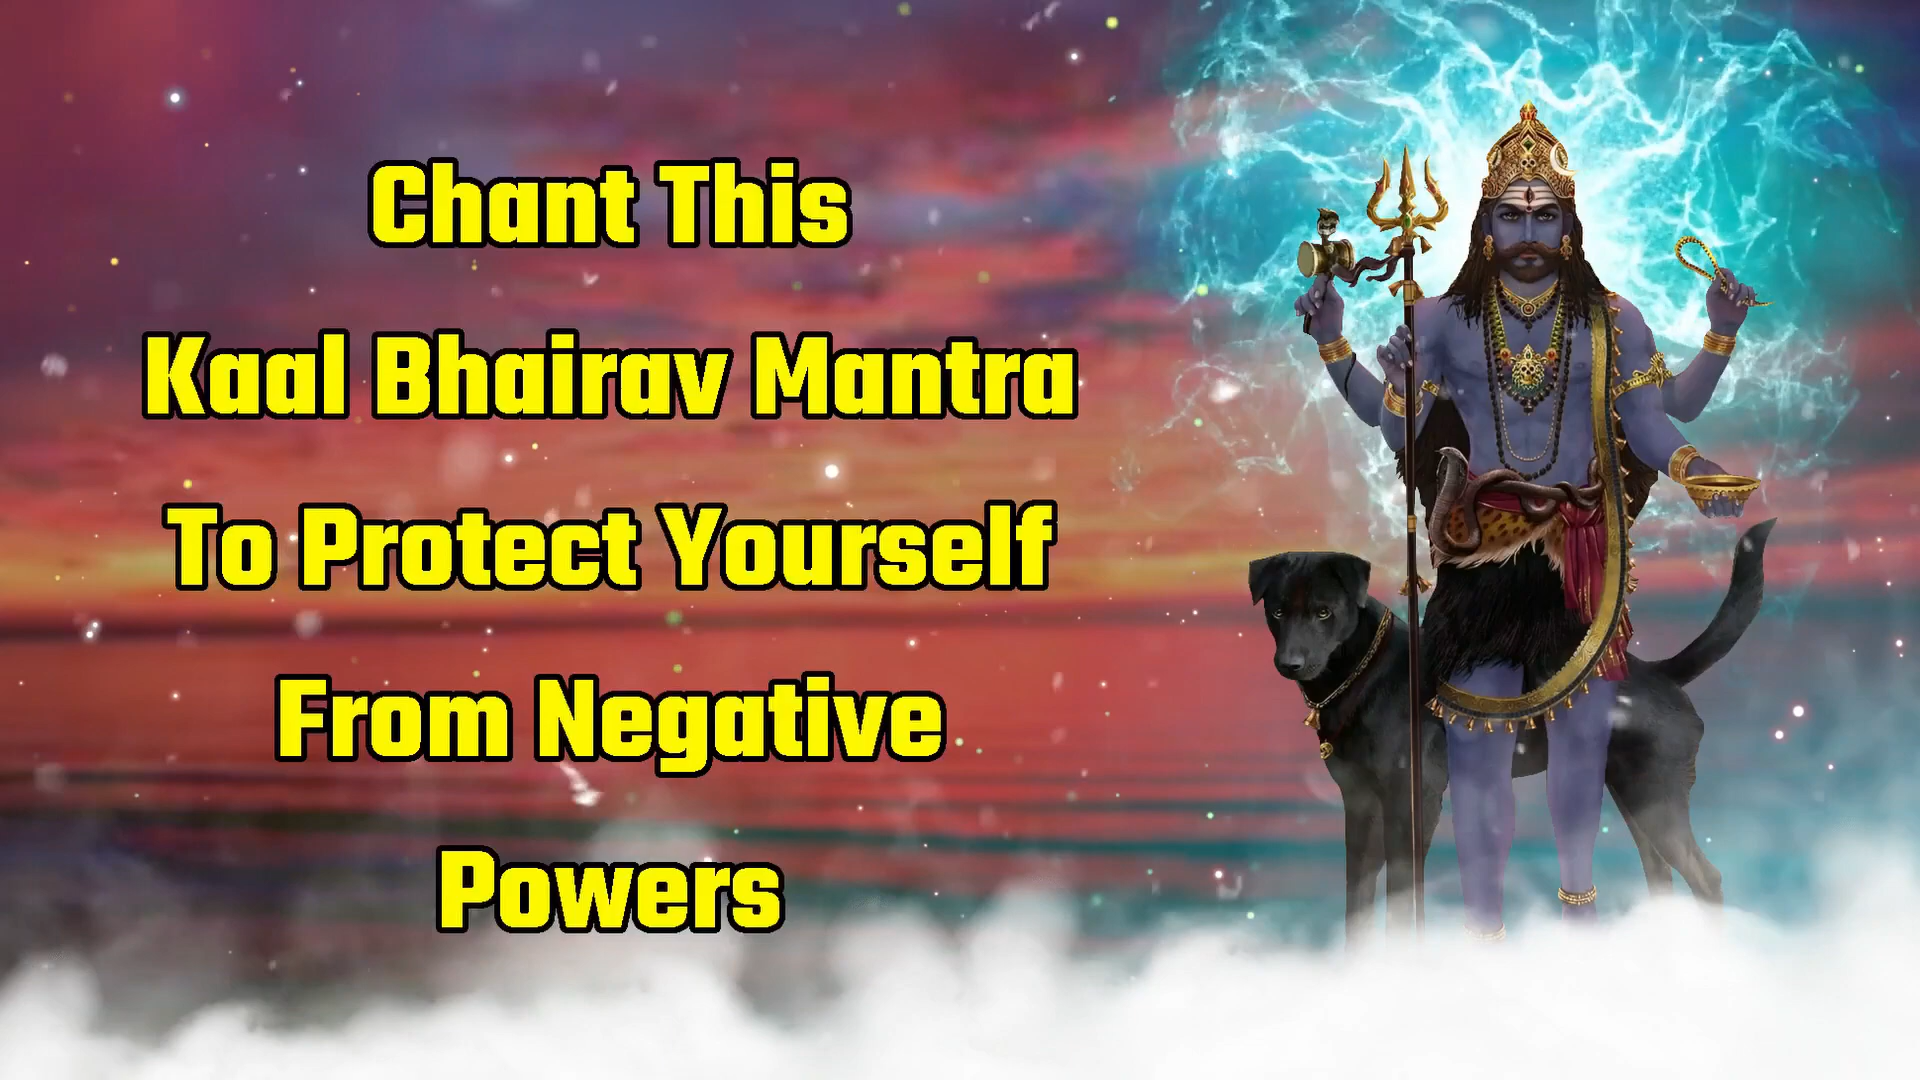 Chant This
Kaal Bhairav Mantra
To Protect Yourself
From Negative
Powers